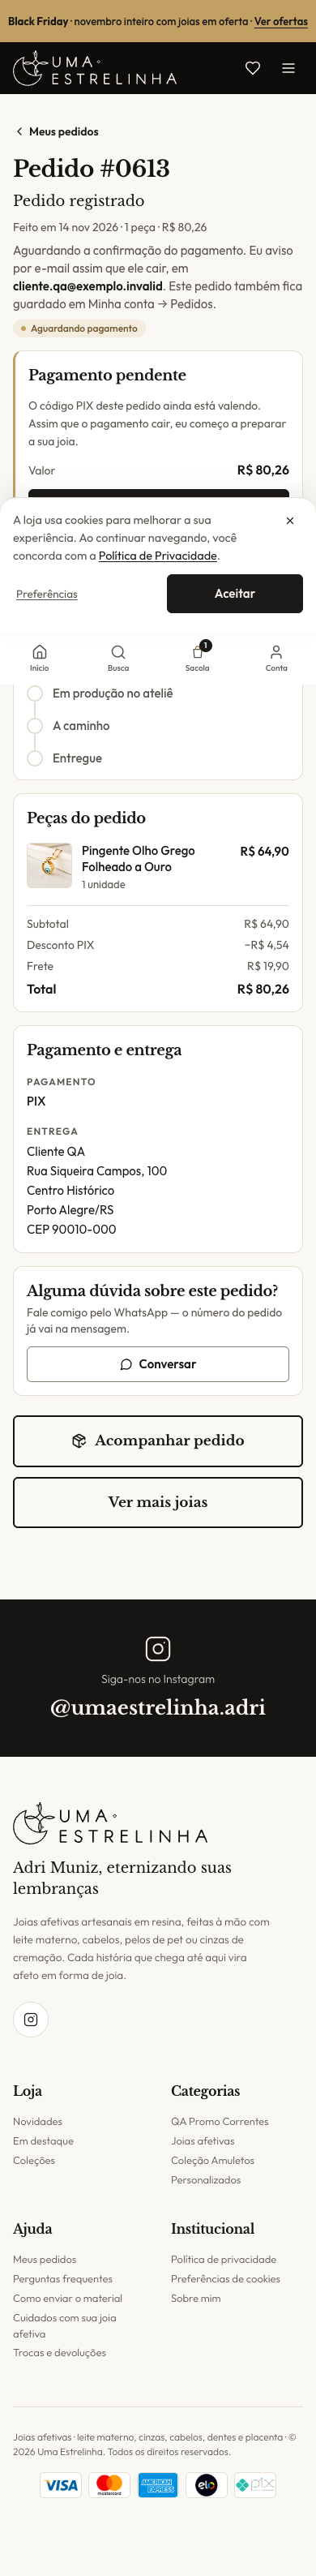 Black Friday · novembro inteiro com joias em oferta · Ver ofertas
UMA
ESTRELINHA
Meus pedidos
Pedido #0613
Pedido registrado
Feito em 14 nov 2026 · 1 peça · R$ 80,26
Aguardando a confirmação do pagamento. Eu aviso
por e-mail assim que ele cair, em
cliente.qa@exemplo.invalid. Este pedido também fica
guardado em Minha conta → Pedidos.
Aguardando pagamento
Pagamento pendente
O código PIX deste pedido ainda está valendo.
Assim que o pagamento cair, eu começo a preparar
a sua joia.
Valor R$ 80,26
A loja usa cookies para melhorar a sua
experiência. Ao continuar navegando, você
concorda com a Política de Privacidade.
Preferências Aceitar
1
Início Busca Sacola Conta
Em produção no ateliê
A caminho
Entregue
Peças do pedido
Pingente Olho Grego R$ 64,90
Folheado a Ouro
1 unidade
Subtotal R$ 64,90
Desconto PIX −R$ 4,54
Frete R$ 19,90
Total R$ 80,26
Pagamento e entrega
PAGAMENTO
PIX
ENTREGA
Cliente QA
Rua Siqueira Campos, 100
Centro Histórico
Porto Alegre/RS
CEP 90010-000
Alguma dúvida sobre este pedido?
Fale comigo pelo WhatsApp — o número do pedido
já vai na mensagem.
Conversar
Acompanhar pedido
Ver mais joias
Siga-nos no Instagram
@umaestrelinha.adri
UMA
ESTRELINHA
Adri Muniz, eternizando suas
lembranças
Joias afetivas artesanais em resina, feitas à mão com
leite materno, cabelos, pelos de pet ou cinzas de
cremação. Cada história que chega até aqui vira
afeto em forma de joia.
Loja
Novidades
Em destaque
Coleções
Categorias
QA Promo Correntes
Joias afetivas
Coleção Amuletos
Personalizados
Ajuda
Meus pedidos
Perguntas frequentes
Como enviar o material
Cuidados com sua joia
afetiva
Trocas e devoluções
Institucional
Política de privacidade
Preferências de cookies
Sobre mim
Joias afetivas · leite materno, cinzas, cabelos, dentes e placenta · ©
2026 Uma Estrelinha. Todos os direitos reservados.
VISA mastercard AMERICAN EXPRESS elo pix